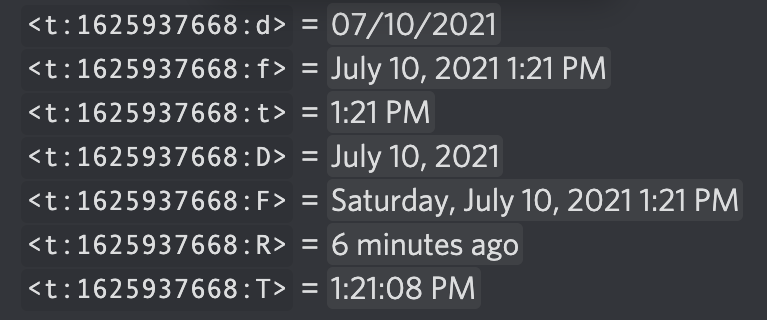 <t:1625937668:d> = 07/10/2021
<t:1625937668:f> = July 10, 2021 1:21 PM
<t:1625937668:t> = 1:21 PM
<t:1625937668:D> = July 10, 2021
<t:1625937668:F> = Saturday, July 10, 2021 1:21 PM
<t:1625937668:R> = 6 minutes ago
<t:1625937668:T> = 1:21:08 PM